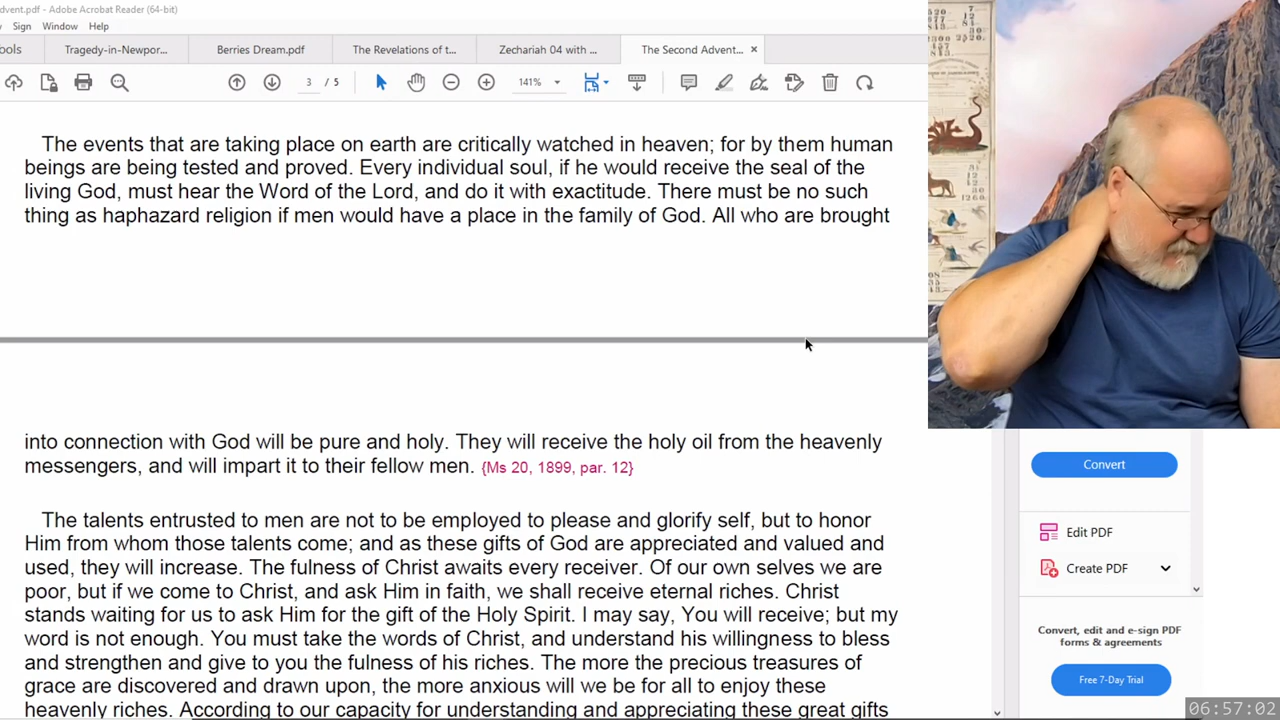 dvent.pdf - Adobe Acrobat Reader (64-bit)
Sign Window Help
ools Tragedy-in-Newpor... Berries Dress.pdf The Revelations of t... Zechariah 04 with ... The Second Advent... ×
3 / 5 141%
The events that are taking place on earth are critically watched in heaven; for by them human
beings are being tested and proved. Every individual soul, if he would receive the seal of the
living God, must hear the Word of the Lord, and do it with exactitude. There must be no such
thing as haphazard religion if men would have a place in the family of God. All who are brought
into connection with God will be pure and holy. They will receive the holy oil from the heavenly
messengers, and will impart it to their fellow men. {Ms 20, 1899, par. 12}
The talents entrusted to men are not to be employed to please and glorify self, but to honor
Him from whom those talents come. And as these gifts of God are appreciated and valued and
used, they will increase. The fulness of Christ awaits every receiver. Of our own selves we are
poor, but if we come to Christ, and ask Him in faith, we shall receive eternal riches. Christ
stands waiting for us to ask Him for the gift of the Holy Spirit. I may say, You will receive; but my
word is not enough. You must take the word of Christ, and understand his willingness to bless
and strengthen and give to you the fulness of his riches. The more the precious treasures of
grace are discovered and drawn upon, the more anxious will we be for all to enjoy these
heavenly riches. According to our capacity for understanding and appreciating these great gifts
Convert
Edit PDF
Create PDF
Convert, edit and e-sign PDF
forms & agreements
Free 7-Day Trial
06:57:02